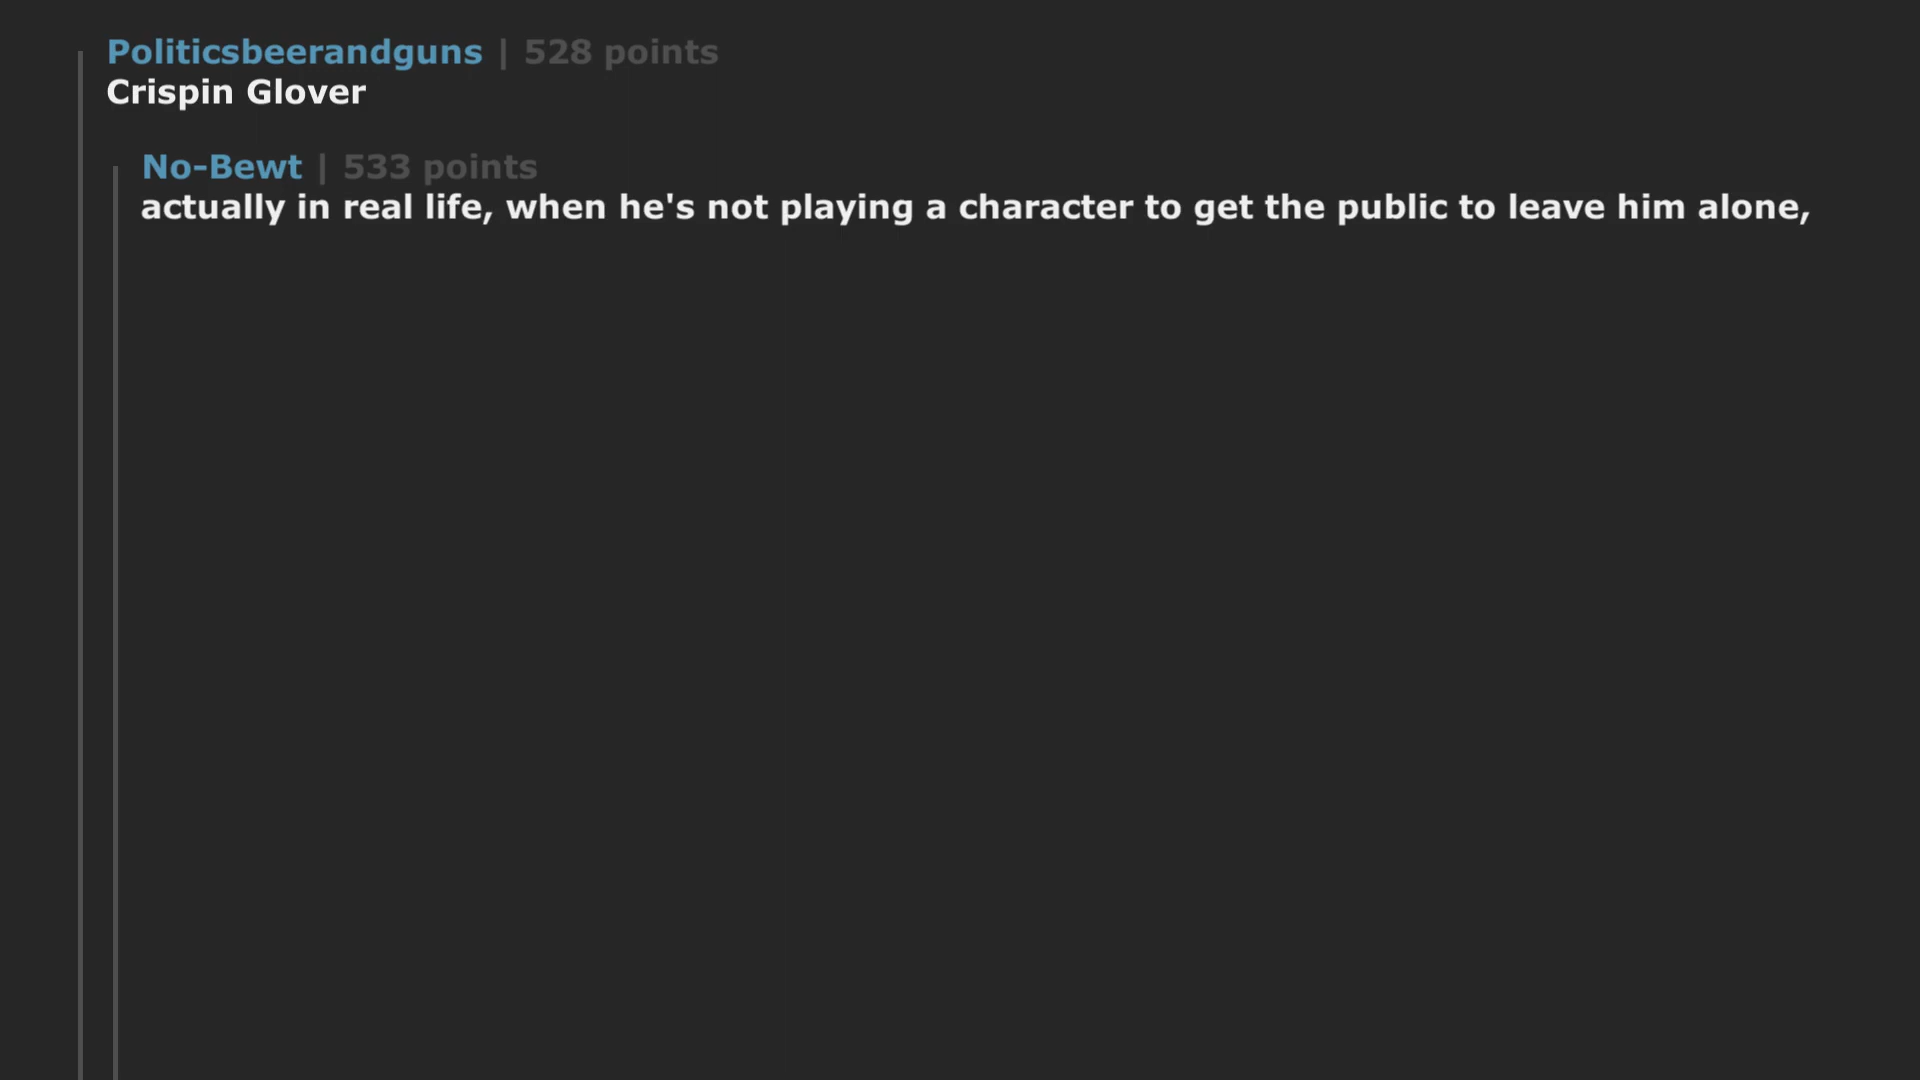 Politicsbeerandguns | 528 points
Crispin Glover
No-Bewt | 533 points
actually in real life, when he's not playing a character to get the public to leave him alone,